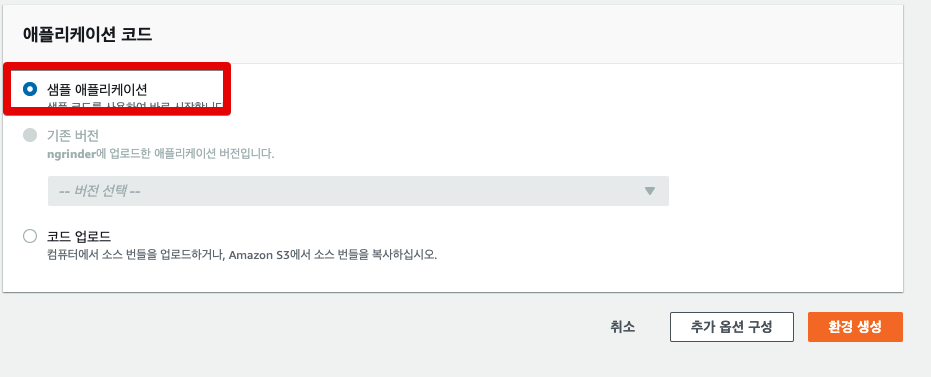 애플리케이션 코드
샘플 애플리케이션
샘플 코드를 사용하여 바로 시작합니다
기존 버전
ngrinder에 업로드한 애플리케이션 버전입니다.
-- 버전 선택 --
코드 업로드
컴퓨터에서 소스 번들을 업로드하거나, Amazon S3에서 소스 번들을 복사하십시오.
취소
추가 옵션 구성
환경 생성